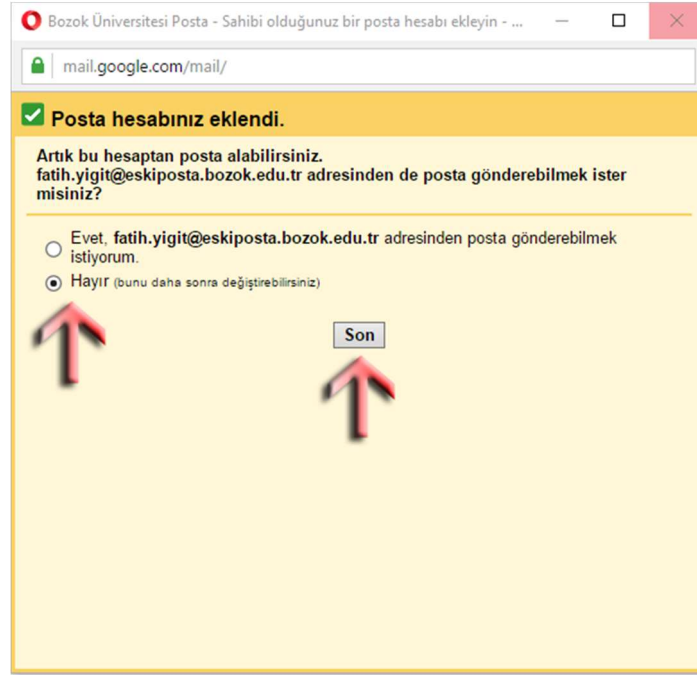 Bozok Üniversitesi Posta - Sahibi olduğunuz bir posta hesabı ekleyin - ...
mail.google.com/mail/
Posta hesabınız eklendi.
Artık bu hesaptan posta alabilirsiniz.
fatih.yigit@eskiposta.bozok.edu.tr adresinden de posta gönderebilmek ister
misiniz?
Evet, fatih.yigit@eskiposta.bozok.edu.tr adresinden posta gönderebilmek
istiyorum.
Hayır (bunu daha sonra değiştirebilirsiniz)
Son